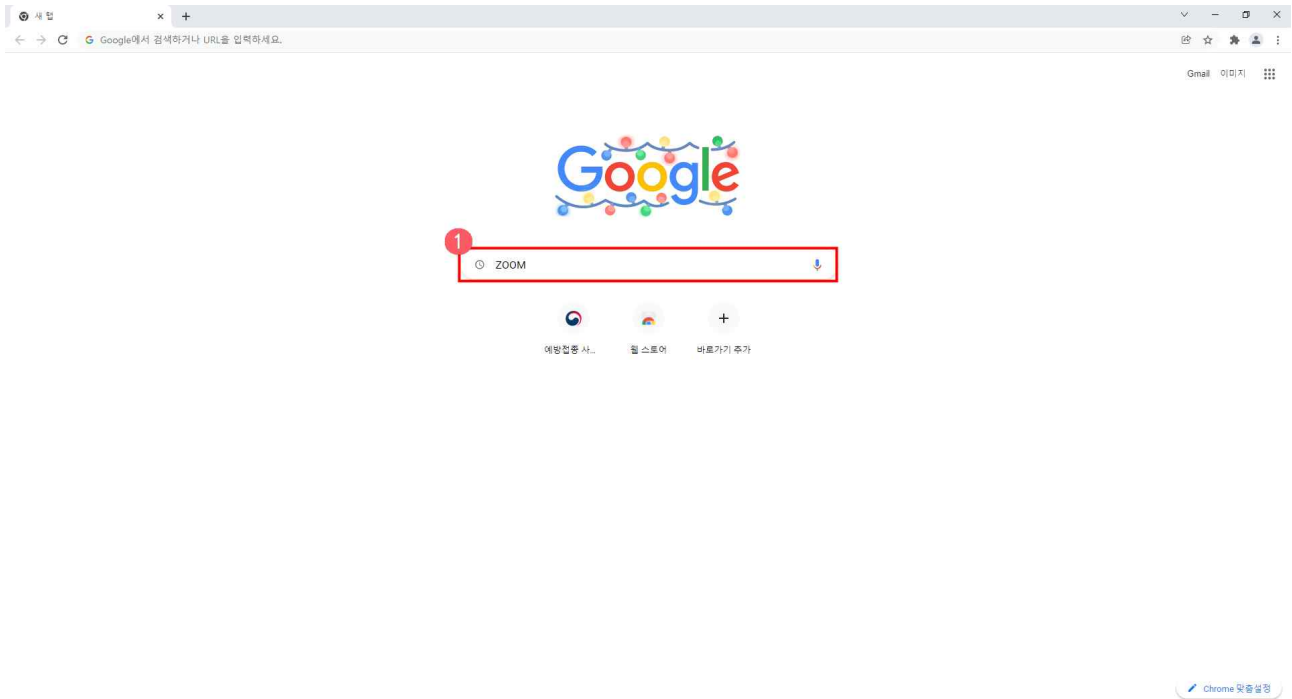 새 탭
Google에서 검색하거나 URL을 입력하세요.
Gmail 이미지
Google
1
ZOOM
예방접종 사... 웹 스토어 바로가기 추가
Chrome 맞춤설정